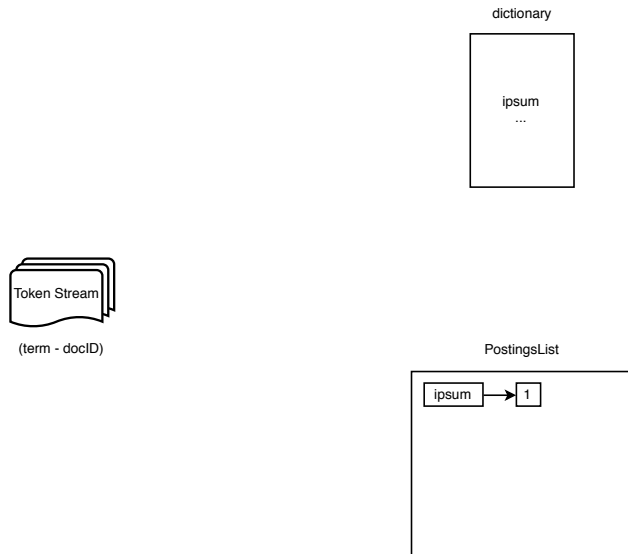 dictionary
ipsum
...
Token Stream
(term - docID)
PostingsList
ipsum
1